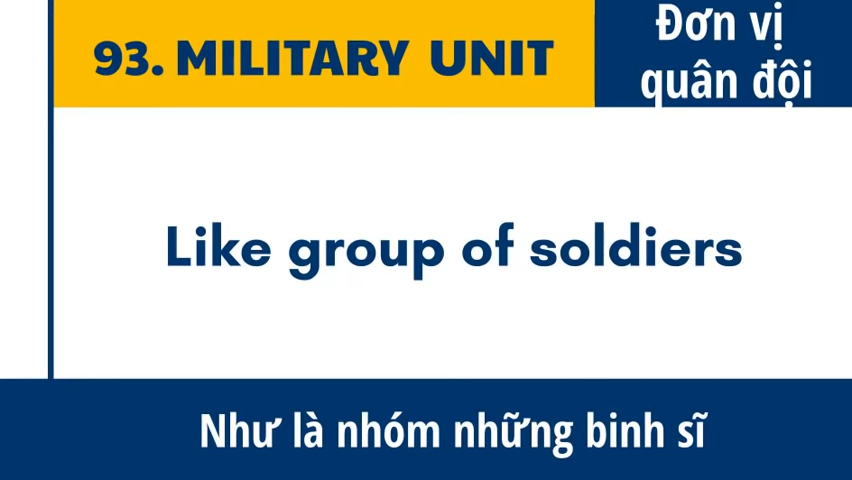 93. MILITARY UNIT
Đơn vị
quân đội
Like group of soldiers
Như là nhóm những binh sĩ